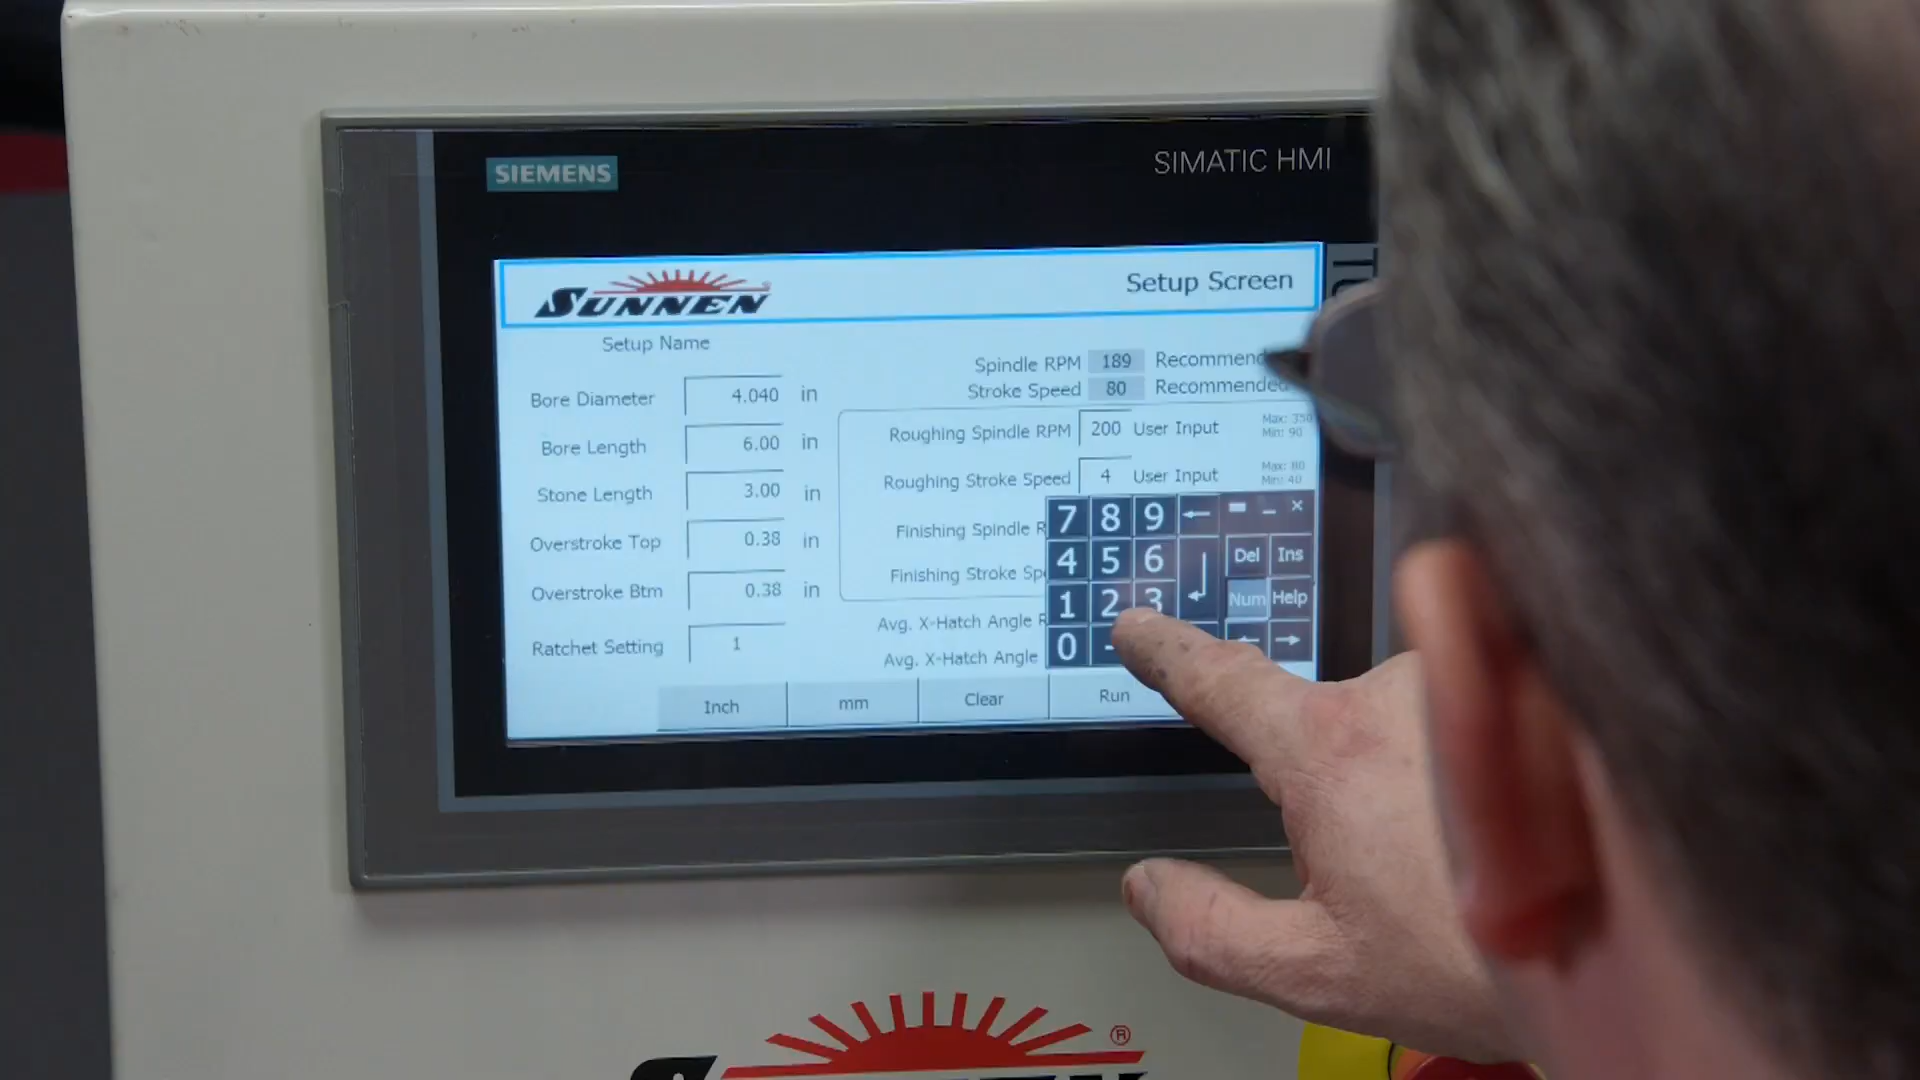 SIEMENS
SIMATIC HMI
SUNNEN®
Setup Screen
Setup Name
Bore Diameter 4.040 in
Bore Length 6.00 in
Stone Length 3.00 in
Overstroke Top 0.38 in
Overstroke Btm 0.38 in
Ratchet Setting 1
Spindle RPM 189
Stroke Speed 80 Recommended
Roughing Spindle RPM 200 User Input
Max: 350
Min: 90
Roughing Stroke Speed 4 User Input
Max: 80
Min: 40
Finishing Spindle R
Finishing Stroke Sp
Avg. X-Hatch Angle R
Avg. X-Hatch Angle
7 8 9 ← – ×
4 5 6 Del Ins
1 2 3 ↵ Num Help
0 - ← →
Inch mm Clear Run
SUNNEN®